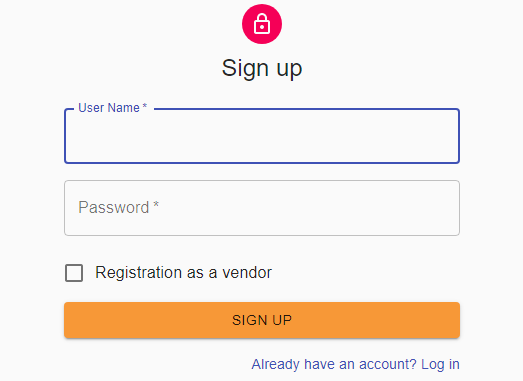 Sign up
User Name *
Password *
Registration as a vendor
SIGN UP
Already have an account? Log in